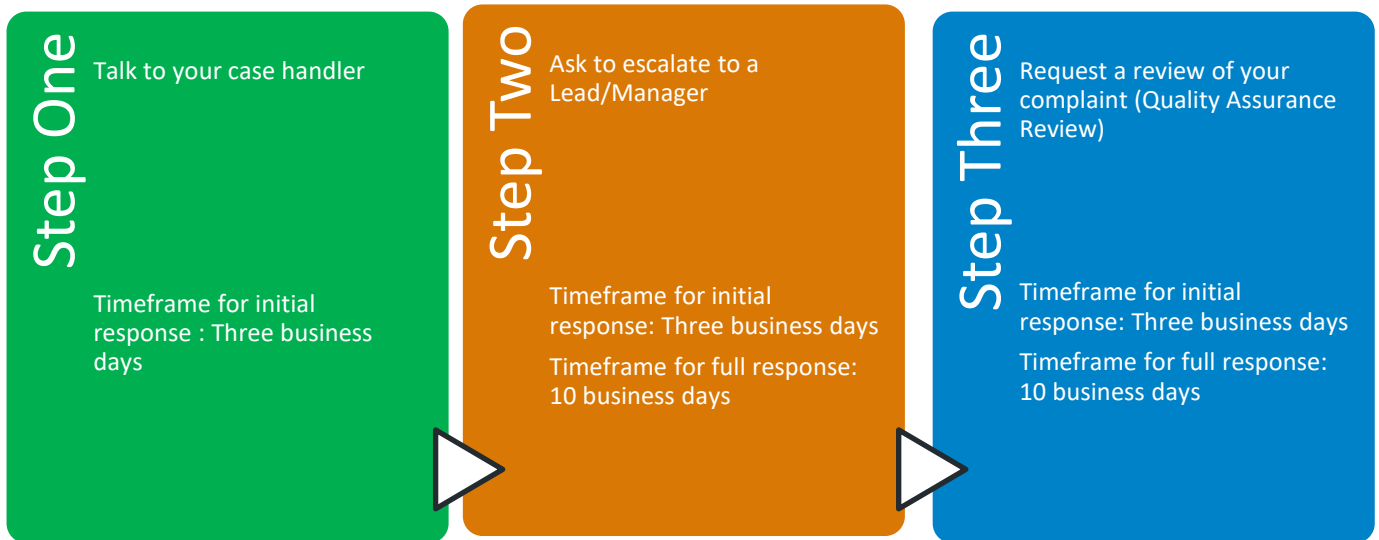 Step One
Talk to your case handler
Timeframe for initial
response : Three business
days
Step Two
Ask to escalate to a
Lead/Manager
Timeframe for initial
response: Three business days
Timeframe for full response:
10 business days
Step Three
Request a review of your
complaint (Quality Assurance
Review)
Timeframe for initial
response: Three business days
Timeframe for full response:
10 business days